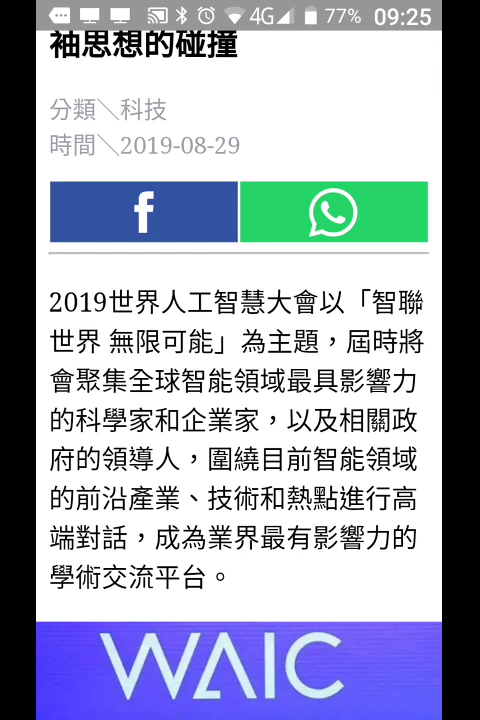 4G 77% 09:25
袖思想的碰撞
分類╲科技
時間╲2019-08-29
f
2019世界人工智慧大會以「智聯
世界 無限可能」為主題，屆時將
會聚集全球智能領域最具影響力
的科學家和企業家，以及相關政
府的領導人，圍繞目前智能領域
的前沿產業、技術和熱點進行高
端對話，成為業界最有影響力的
學術交流平台。
WAIC